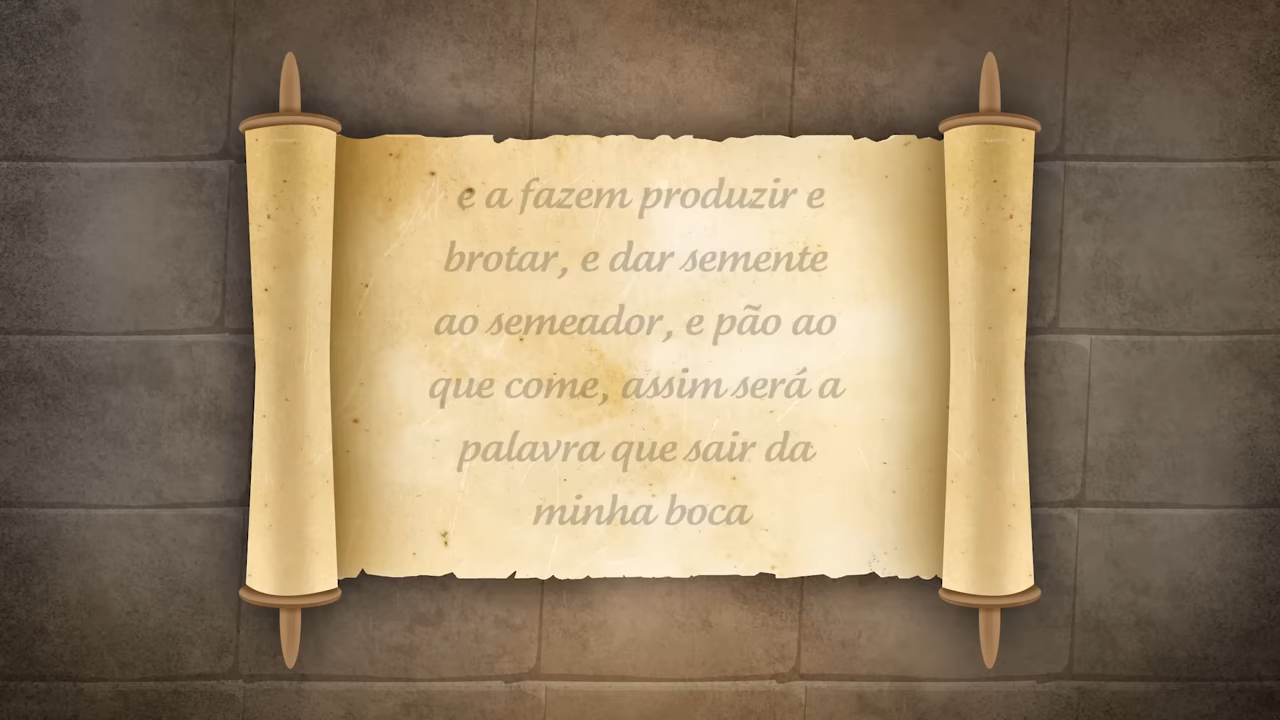 e a fazem produzir e
brotar, e dar semente
ao semeador, e pão ao
que come, assim será a
palavra que sair da
minha boca